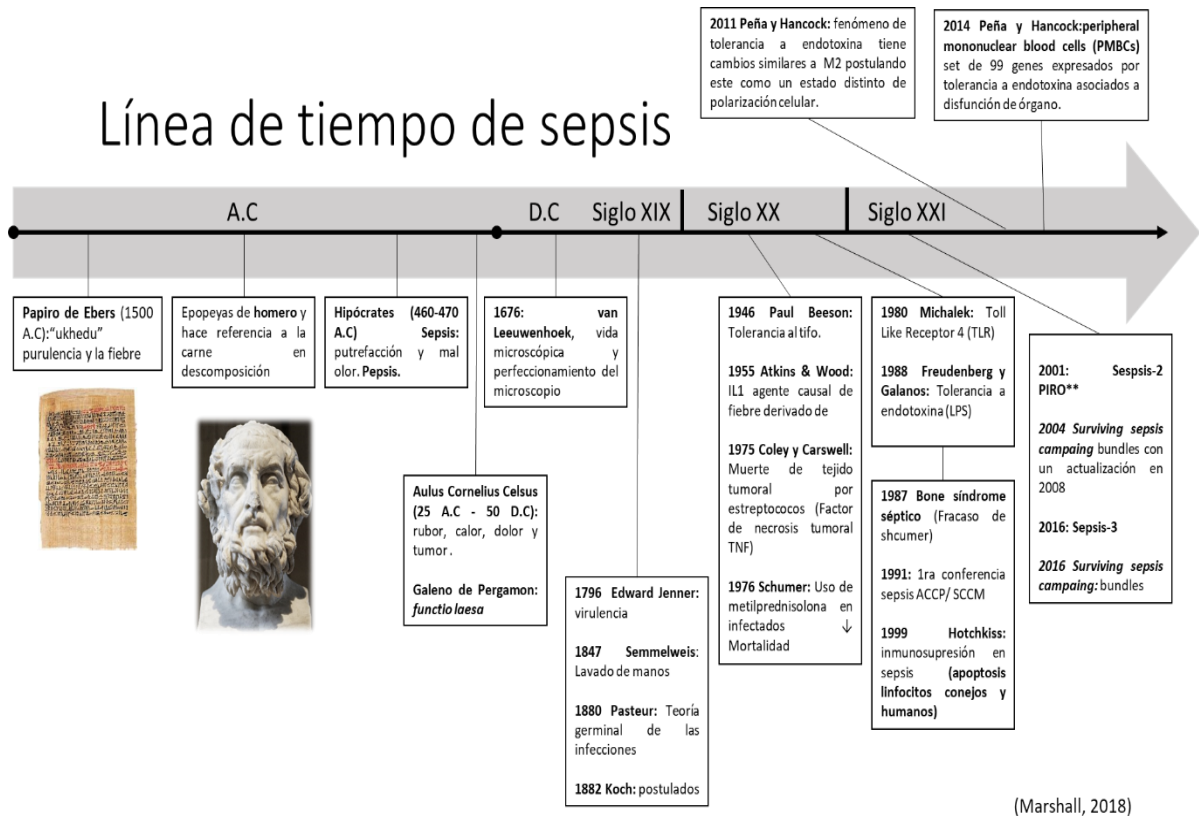 Línea de tiempo de sepsis
2011 Peña y Hancock: fenómeno de
tolerancia a endotoxina tiene
cambios similares a M2 postulando
este como un estado distinto de
polarización celular.
2014 Peña y Hancock:peripheral
mononuclear blood cells (PMBCs)
set de 99 genes expresados por
tolerancia a endotoxina asociados a
disfunción de órgano.
A.C
D.C
Siglo XIX
Siglo XX
Siglo XXI
Papiro de Ebers (1500
A.C):"ukhedu"
purulencia y la fiebre
Epopeyas de homero y
hace referencia a la
carne en
descomposición
Hipócrates (460-470
A.C) Sepsis:
putrefacción y mal
olor. Pepsis.
Aulus Cornelius Celsus
(25 A.C - 50 D.C):
rubor, calor, dolor y
tumor .
Galeno de Pergamon:
functio laesa
1676: van
Leeuwenhoek, vida
microscópica y
perfeccionamiento del
microscopio
1796 Edward Jenner:
virulencia
1847 Semmelweis:
Lavado de manos
1880 Pasteur: Teoría
germinal de las
infecciones
1882 Koch: postulados
1946 Paul Beeson:
Tolerancia al tifo.
1955 Atkins & Wood:
IL1 agente causal de
fiebre derivado de
1975 Coley y Carswell:
Muerte de tejido
tumoral por
estreptococos (Factor
de necrosis tumoral
TNF)
1976 Schumer: Uso de
metilprednisolona en
infectados ↓
Mortalidad
1980 Michalek: Toll
Like Receptor 4 (TLR)
1988 Freudenberg y
Galanos: Tolerancia a
endotoxina (LPS)
1987 Bone síndrome
séptico (Fracaso de
shcumer)
1991: 1ra conferencia
sepsis ACCP/ SCCM
1999 Hotchkiss:
inmunosupresión en
sepsis (apoptosis
linfocitos conejos y
humanos)
2001: Sespsis-2
PIRO**
2004 Surviving sepsis
campaing bundles con
un actualización en
2008
2016: Sepsis-3
2016 Surviving sepsis
campaing: bundles
(Marshall, 2018)